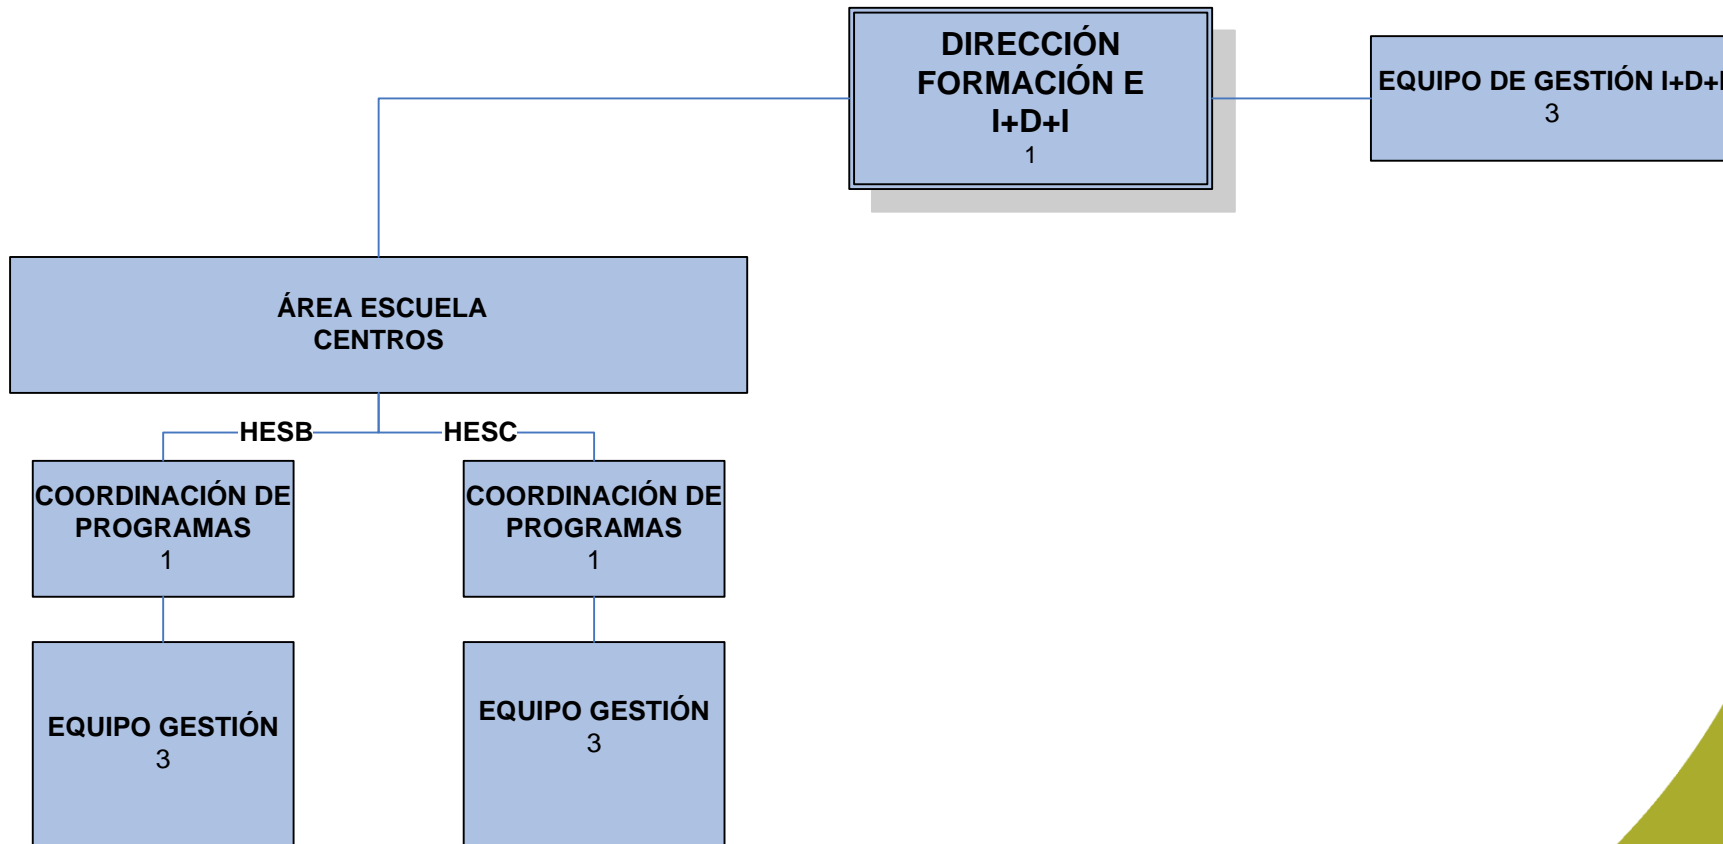 DIRECCIÓN
FORMACIÓN E
I+D+I
1
EQUIPO DE GESTIÓN I+D+I
3
ÁREA ESCUELA
CENTROS
HESB
HESC
COORDINACIÓN DE
PROGRAMAS
1
COORDINACIÓN DE
PROGRAMAS
1
EQUIPO GESTIÓN
3
EQUIPO GESTIÓN
3